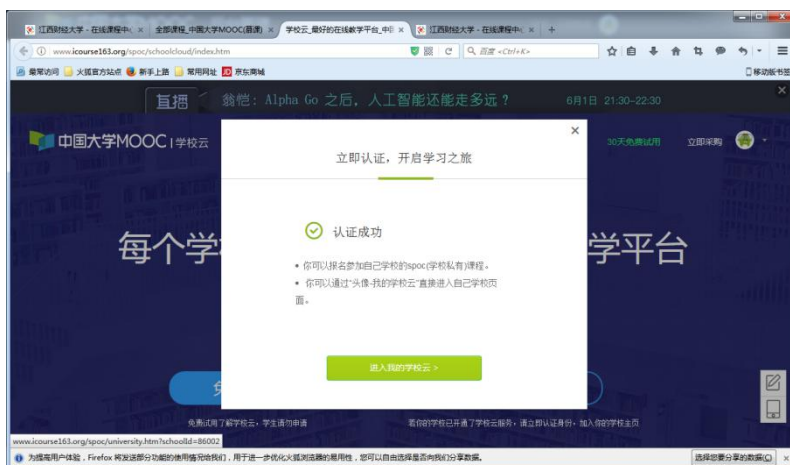 江西财经大学 - 在线课程中心
全部课程_中国大学MOOC(慕课)
学校云_最好的在线教学平台_中
江西财经大学 - 在线课程中心
www.icourse163.org/spoc/schoolcloud/index.htm
百度 <Ctrl+K>
最常访问 火狐官方站点 新手上路 常用网址 京东商城 移动版书签
直播 翁恺: Alpha Go 之后，人工智能还能走多远？ 6月1日 21:30-22:30
中国大学MOOC | 学校云 30天免费试用 立即采购
立即认证，开启学习之旅
认证成功
每个学 学平台
• 你可以报名参加自己学校的spoc(学校私有)课程。
• 你可以通过"头像-我的学校云"直接进入自己学校页
面。
进入我的学校云 >
免费试用了解学校云，学生请勿申请 若你的学校已开通了学校云服务，请立即认证身份，加入你的学校主页
www.icourse163.org/spoc/university.htm?schoolId=86002
为提高用户体验，Firefox 将发送部分功能的使用情况给我们，用于进一步优化火狐浏览器的易用性，您可以自由选择是否向我们分享数据。 选择您要分享的数据(C)